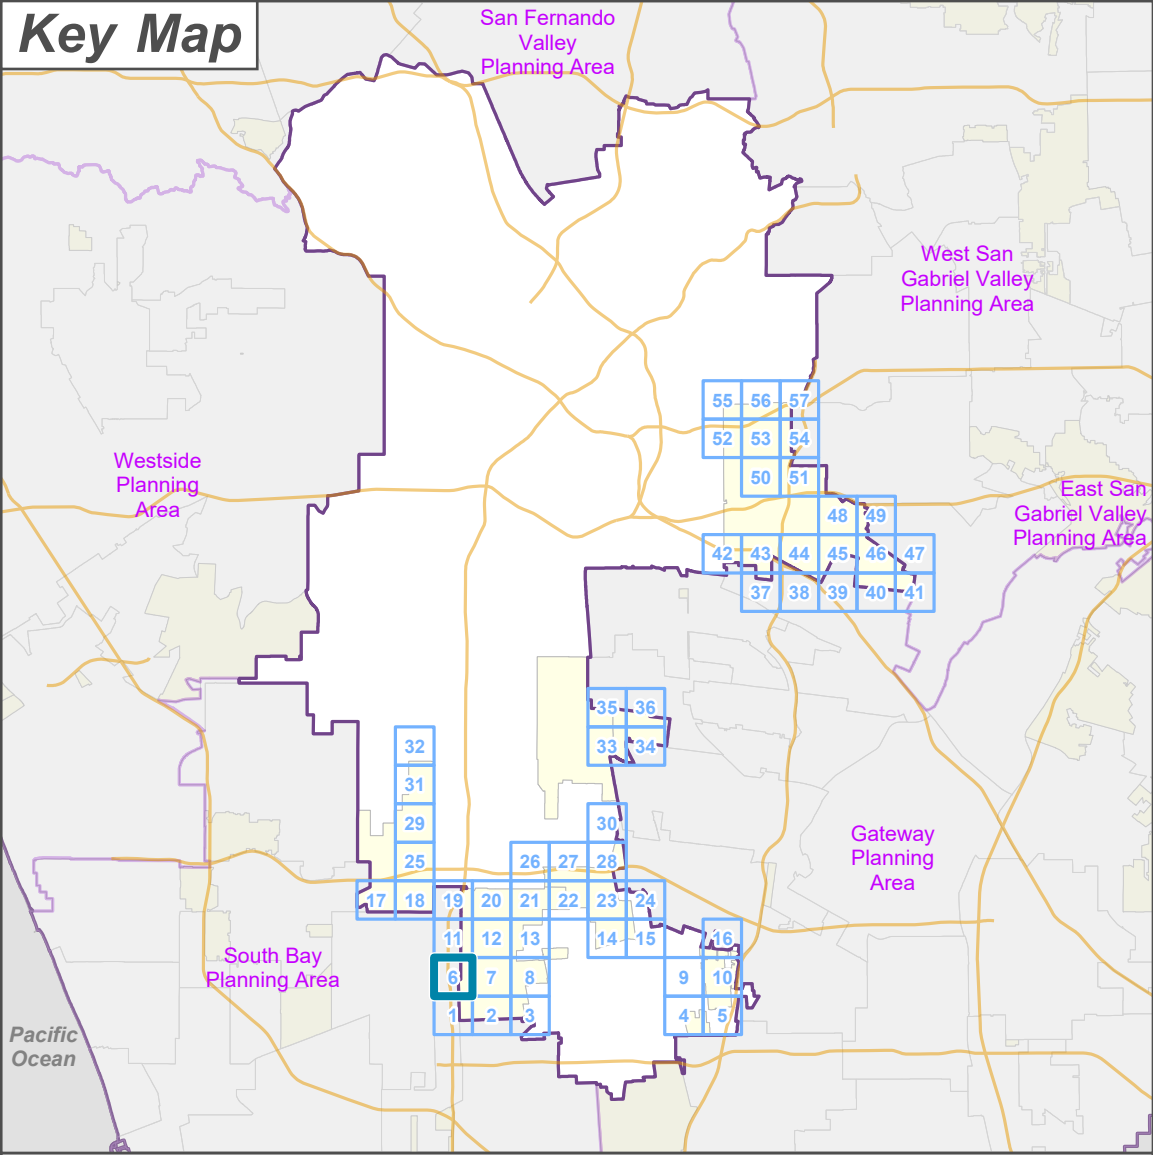 Key Map
San Fernando
Valley
Planning Area
West San
Gabriel Valley
Planning Area
55 56 57
52 53 54
Westside
Planning
Area
50 51
East San
Gabriel Valley
Planning Area
48 49
42 43 44 45 46 47
37 38 39 40 41
35 36
33 34
32
31
29
30
Gateway
Planning
Area
25
26 27 28
17 18 19 20 21 22 23 24
11 12 13
14 15
16
South Bay
Planning Area
6 7 8
9 10
1 2 3
4 5
Pacific
Ocean